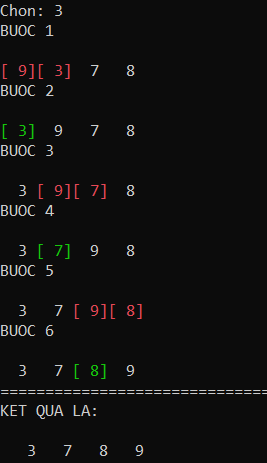 Chon: 3
BUOC 1
[ 9][ 3]  7   8
BUOC 2
[ 3]  9   7   8
BUOC 3
  3 [ 9][ 7]  8
BUOC 4
  3 [ 7]  9   8
BUOC 5
  3   7 [ 9][ 8]
BUOC 6
  3   7 [ 8]  9
==============================
KET QUA LA:
   3   7   8   9